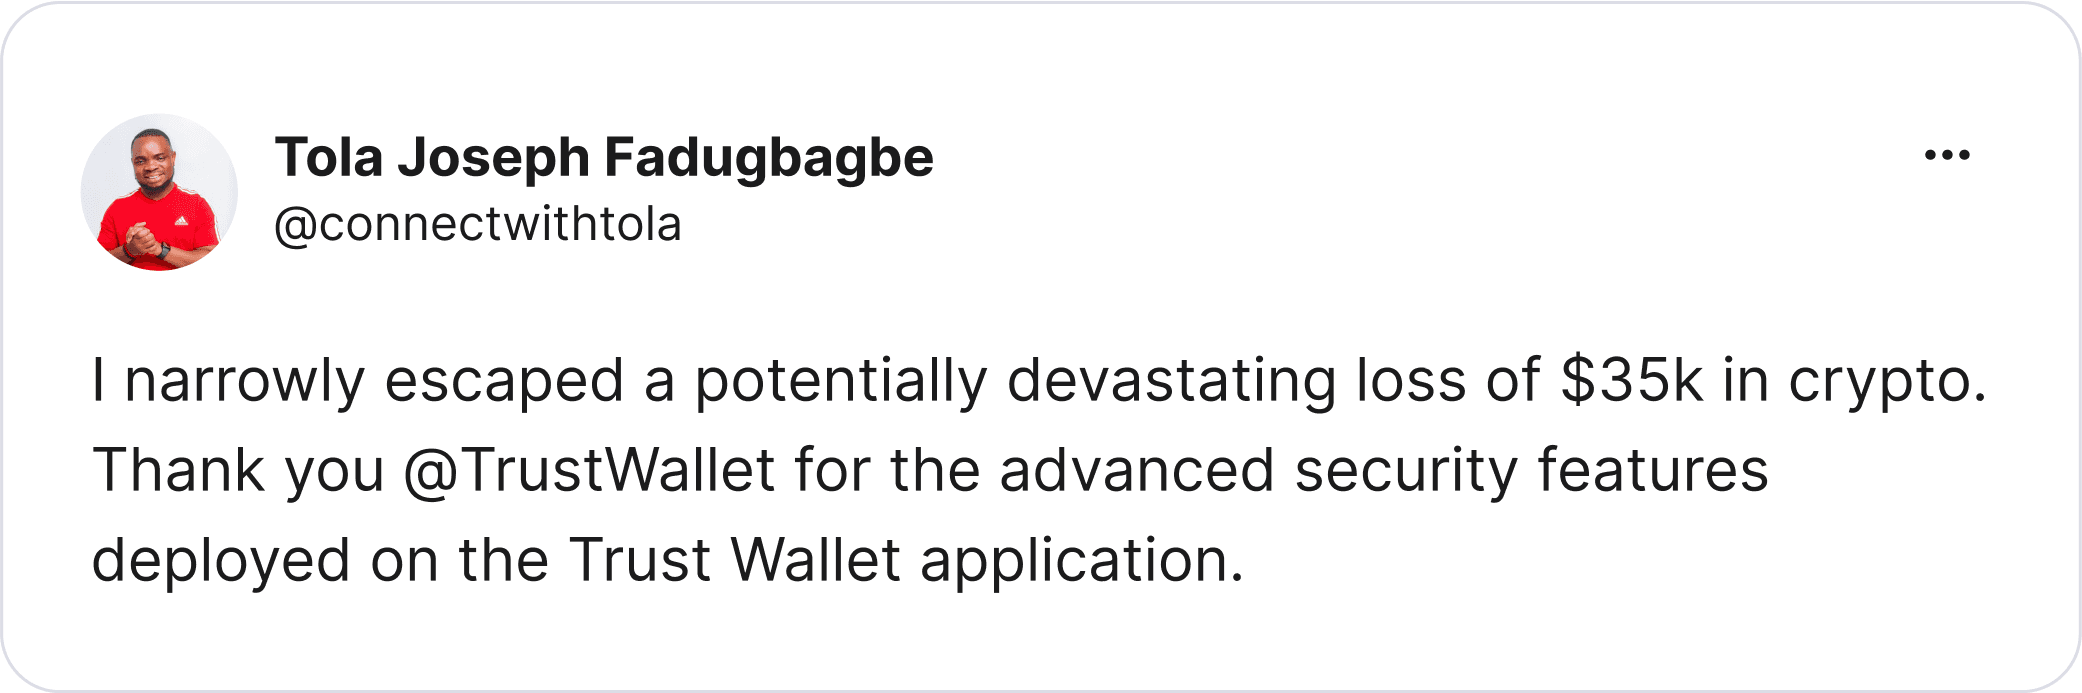 Tola Joseph Fadugbagbe
@connectwithtola
I narrowly escaped a potentially devastating loss of $35k in crypto.
Thank you @TrustWallet for the advanced security features
deployed on the Trust Wallet application.